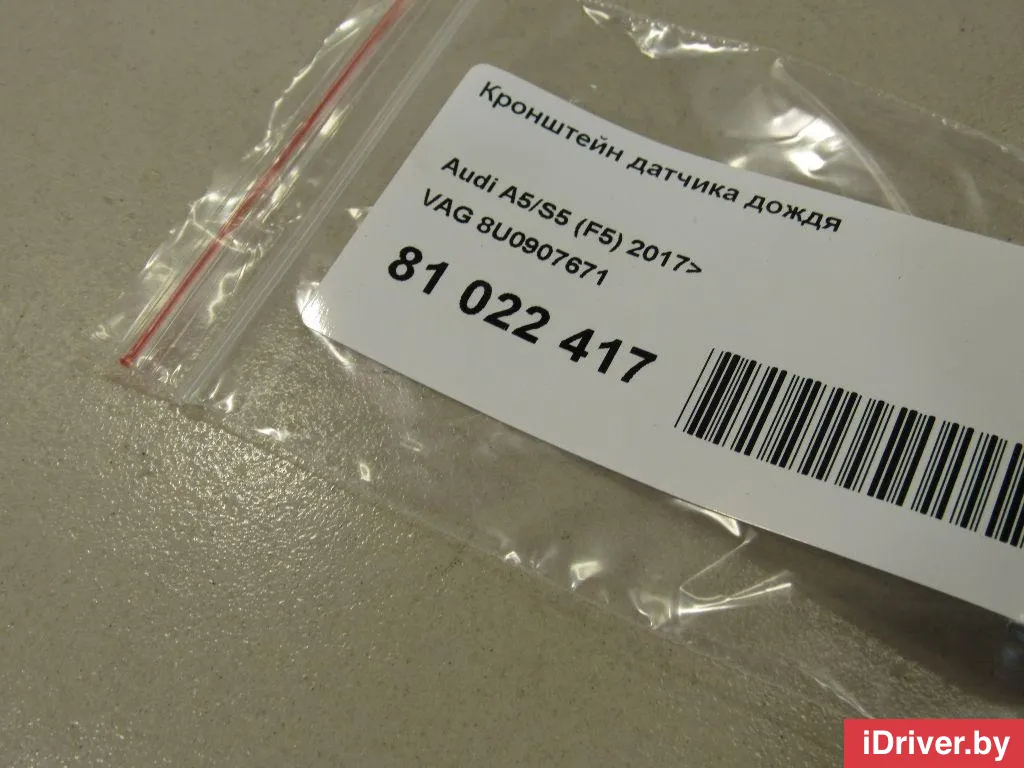 Кронштейн датчика дождя
Audi A5/S5 (F5) 2017>
VAG 8U0907671
81 022 417
iDriver.by